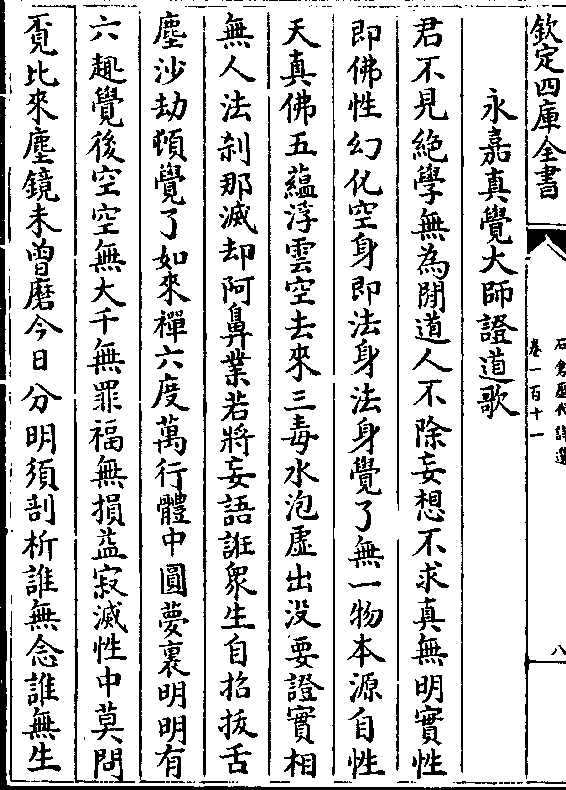 欽定四庫全書
石倉歷代詩選
卷一百十一
八
永嘉真覺大師證道歌
君不見絶學無為閒道人不除妄想不求真無明實性
即佛性幻化空身即法身法身覺了無一物本源自性
天真佛五蘊浮雲空去來三毒水泡虛出没要證實相
無人法刹那滅却阿鼻業若將妄語誑衆生自招拔舌
塵沙劫頓覺了如來禪六度萬行體中圓夢裏明明有
六趣覺後空空無大千無罪福無損益寂滅性中莫問
覔比來塵鏡未曾磨今日分明須剖析誰無念誰無生